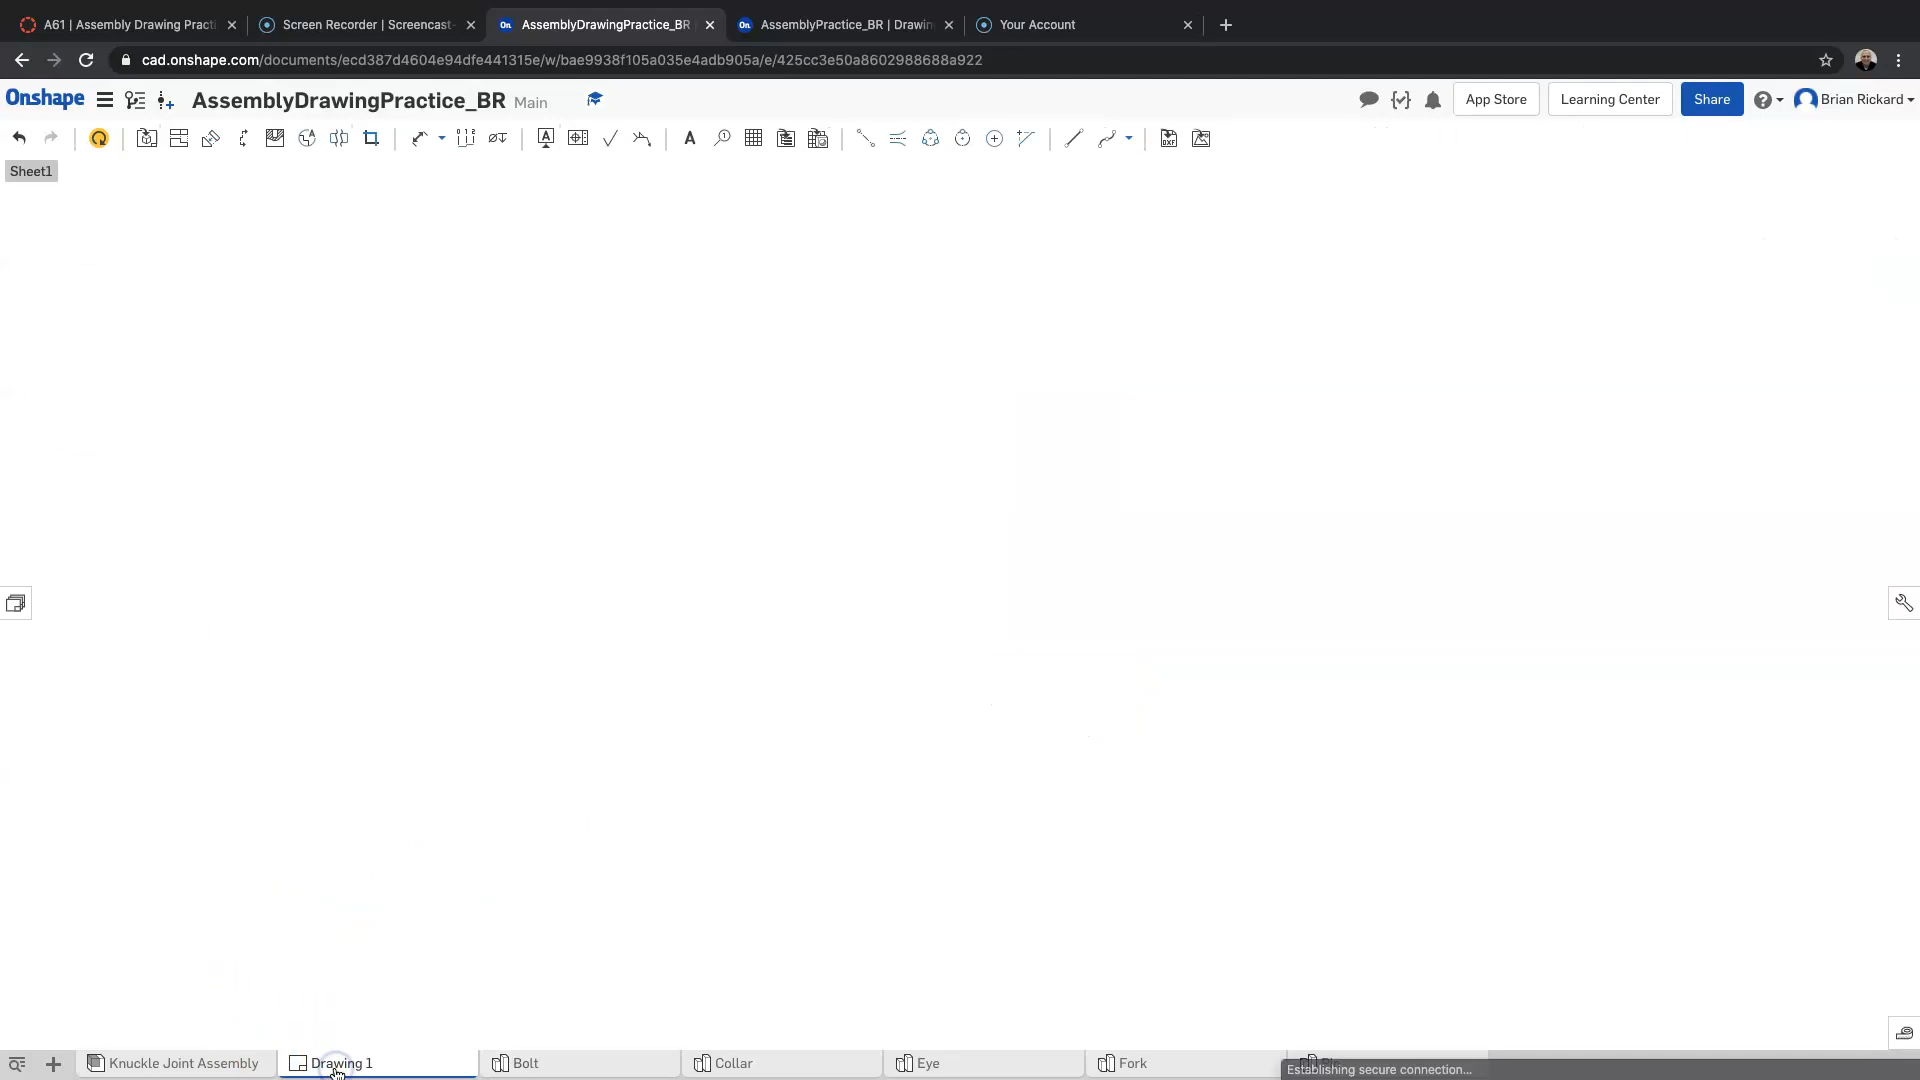 A61 | Assembly Drawing Practi
Screen Recorder | Screencast-
On AssemblyDrawingPractice_BR
On AssemblyPractice_BR | Drawin
Your Account
cad.onshape.com/documents/ecd387d4604e94dfe441315e/w/bae9938f105a035e4adb905a/e/425cc3e50a8602988688a922
Onshape AssemblyDrawingPractice_BR Main App Store Learning Center Share Brian Rickard
Sheet1
Knuckle Joint Assembly Drawing 1 Bolt Collar Eye Fork
Establishing secure connection...